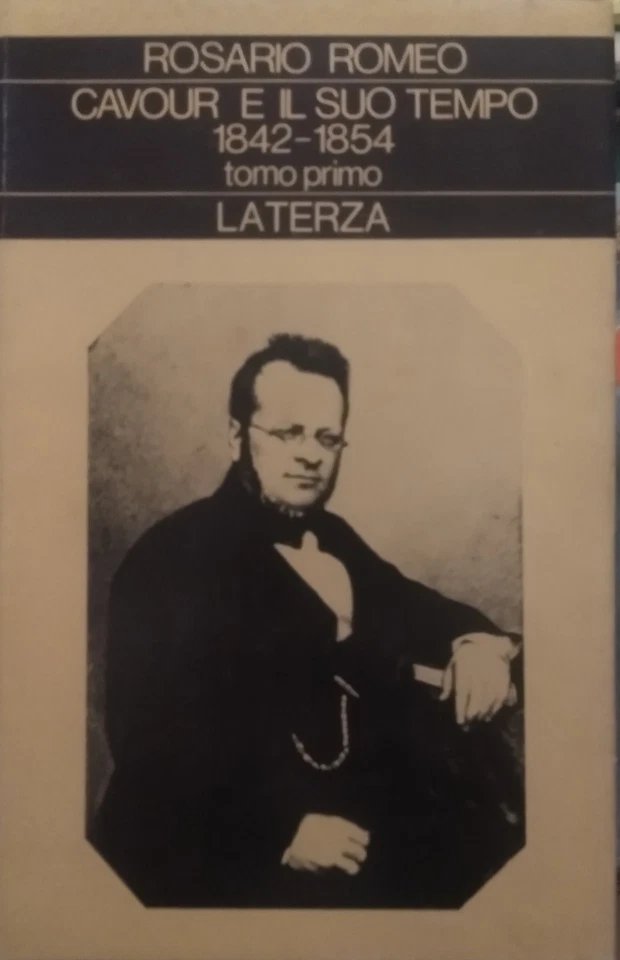 ROSARIO ROMEO
CAVOUR E IL SUO TEMPO
1842-1854
tomo primo
LATERZA